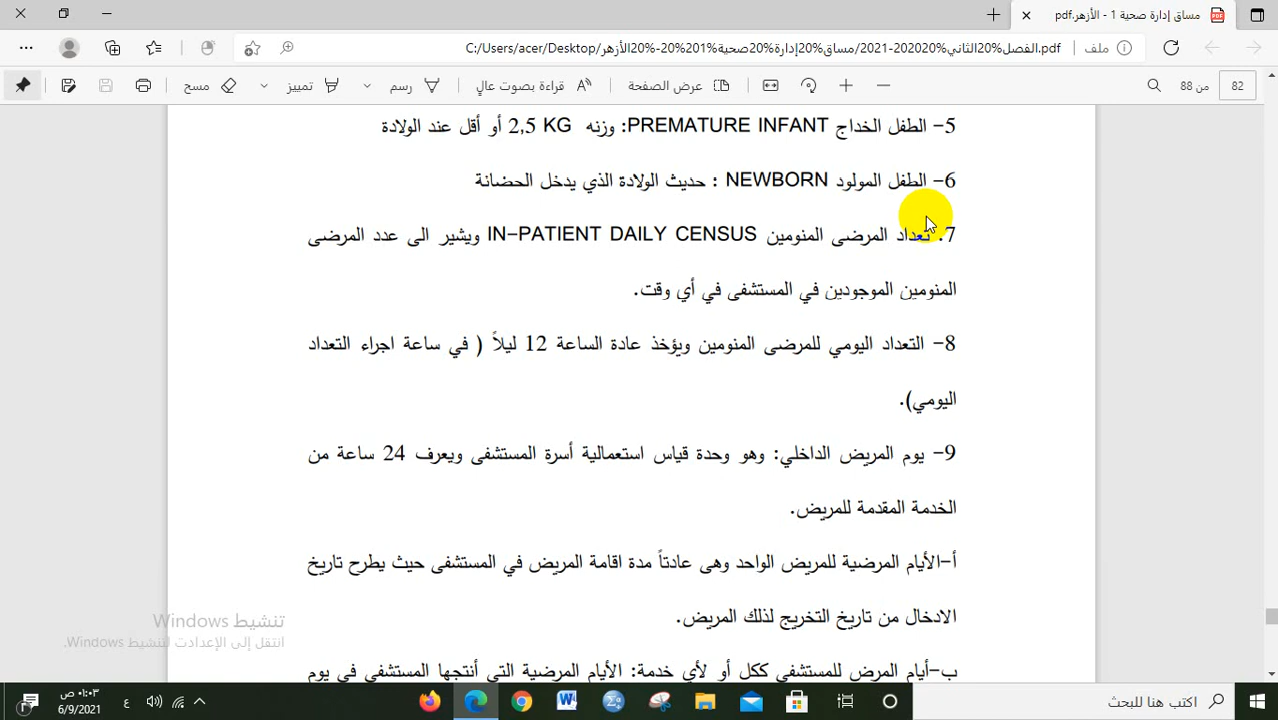 مساق إدارة صحية 1 - الأزهر.pdf
ملف C:/Users/acer/Desktop/مساق%20إدارة%20صحية%201%20-%20الأزهر/الفصل%20الثاني%202020-2021.pdf
82 من 88 عرض الصفحة قراءة بصوت عالٍ رسم تمييز مسح
5- الطفل الخداج PREMATURE INFANT: وزنه 2,5 KG أو أقل عند الولادة
6- الطفل المولود NEWBORN : حديث الولادة الذي يدخل الحضانة
7. تعداد المرضى المنومين IN-PATIENT DAILY CENSUS ويشير الى عدد المرضى
المنومين الموجودين في المستشفى في أي وقت.
8- التعداد اليومي للمرضى المنومين ويؤخذ عادة الساعة 12 ليلاً ( في ساعة اجراء التعداد
اليومي).
9- يوم المريض الداخلي: وهو وحدة قياس استعمالية أسرة المستشفى ويعرف 24 ساعة من
الخدمة المقدمة للمريض.
أ-الأيام المرضية للمريض الواحد وهى عادتاً مدة اقامة المريض في المستشفى حيث يطرح تاريخ
الادخال من تاريخ التخريج لذلك المريض.
ب-أيام المرض للمستشفي ككل أو لأي خدمة: الأيام المرضية التي أنتجها المستشفي في يوم
تنشيط Windows
انتقل إلى الإعدادت لتنشيط Windows.
اكتب هنا للبحث
ع ٠١:٠٣ ص
6/9/2021